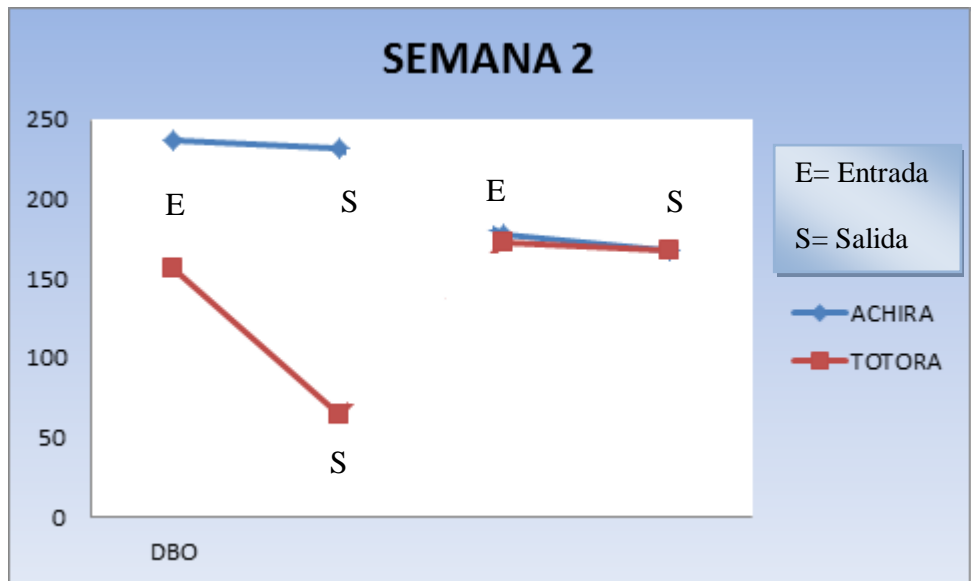 SEMANA 2
250
200
150
100
50
0
E
S
E
S
S
DBO
E= Entrada
S= Salida
ACHIRA
TOTORA